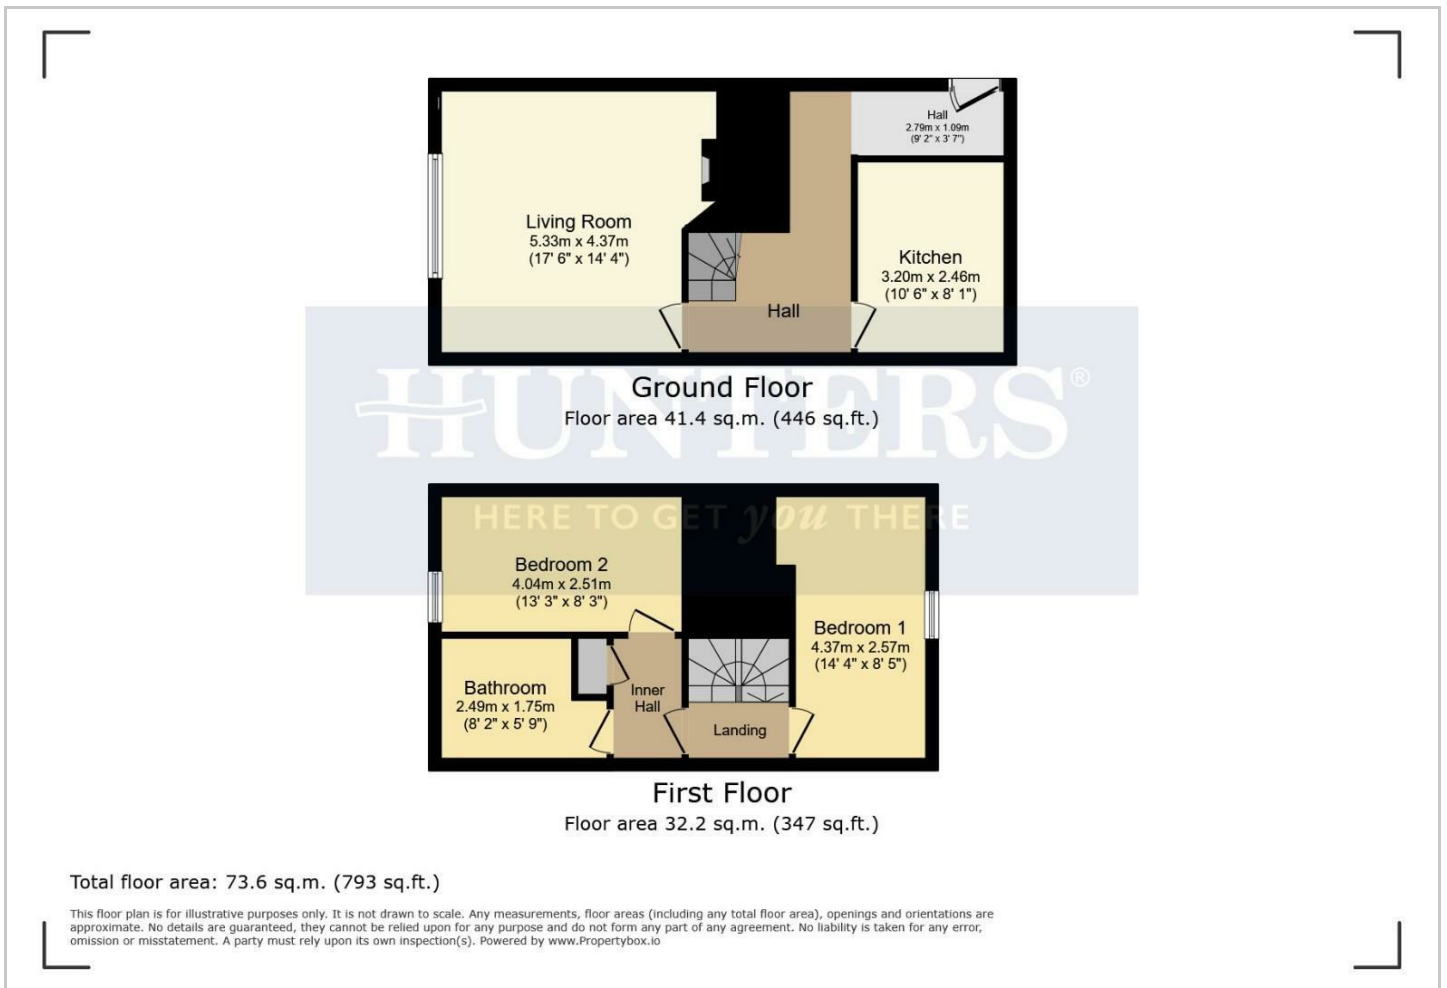 Hall
2.79m x 1.09m
(9' 2" x 3' 7")
Living Room
5.33m x 4.37m
(17' 6" x 14' 4")
Kitchen
3.20m x 2.46m
(10' 6" x 8' 1")
Hall
Ground Floor
Floor area 41.4 sq.m. (446 sq.ft.)
HUNTERS®
HERE TO GET you THERE
Bedroom 2
4.04m x 2.51m
(13' 3" x 8' 3")
Bedroom 1
4.37m x 2.57m
(14' 4" x 8' 5")
Bathroom
2.49m x 1.75m
(8' 2" x 5' 9")
Inner
Hall
Landing
First Floor
Floor area 32.2 sq.m. (347 sq.ft.)
Total floor area: 73.6 sq.m. (793 sq.ft.)
This floor plan is for illustrative purposes only. It is not drawn to scale. Any measurements, floor areas (including any total floor area), openings and orientations are
approximate. No details are guaranteed, they cannot be relied upon for any purpose and do not form any part of any agreement. No liability is taken for any error,
omission or misstatement. A party must rely upon its own inspection(s). Powered by www.Propertybox.io